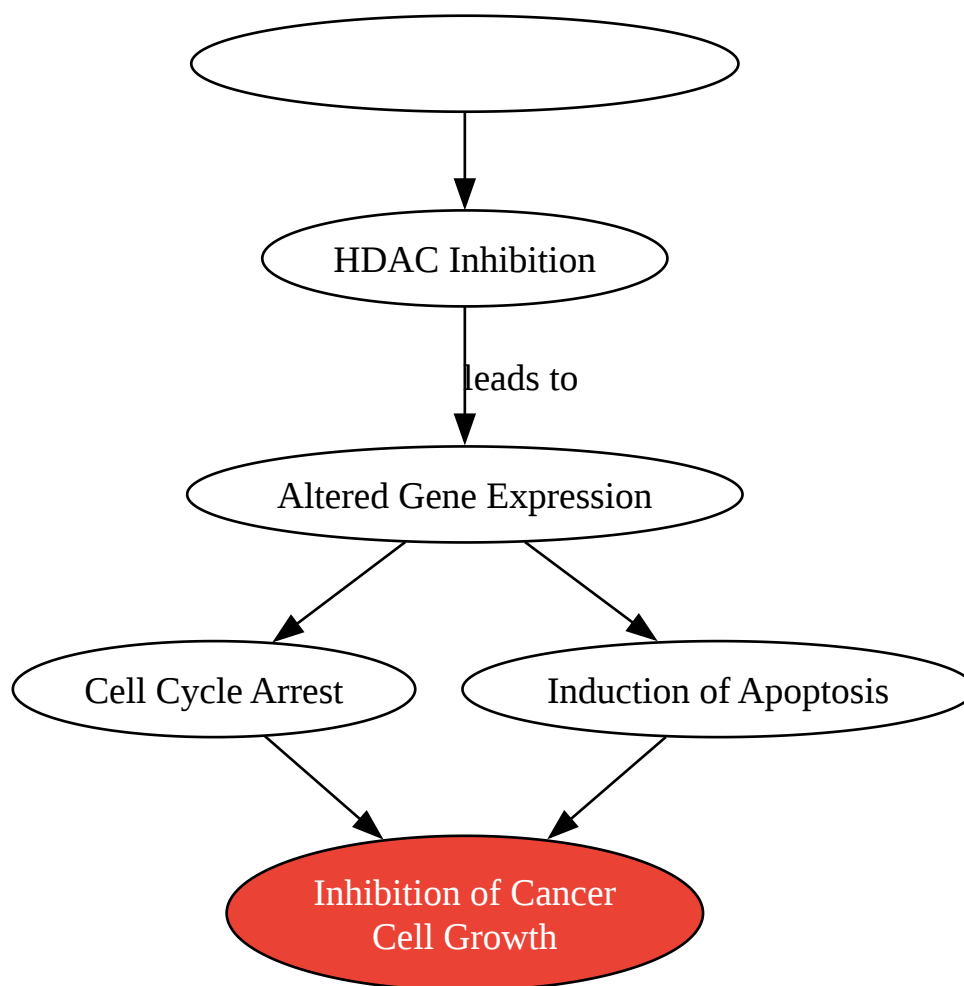 HDAC Inhibition
leads to
Altered Gene Expression
Cell Cycle Arrest
Induction of Apoptosis
Inhibition of Cancer
Cell Growth